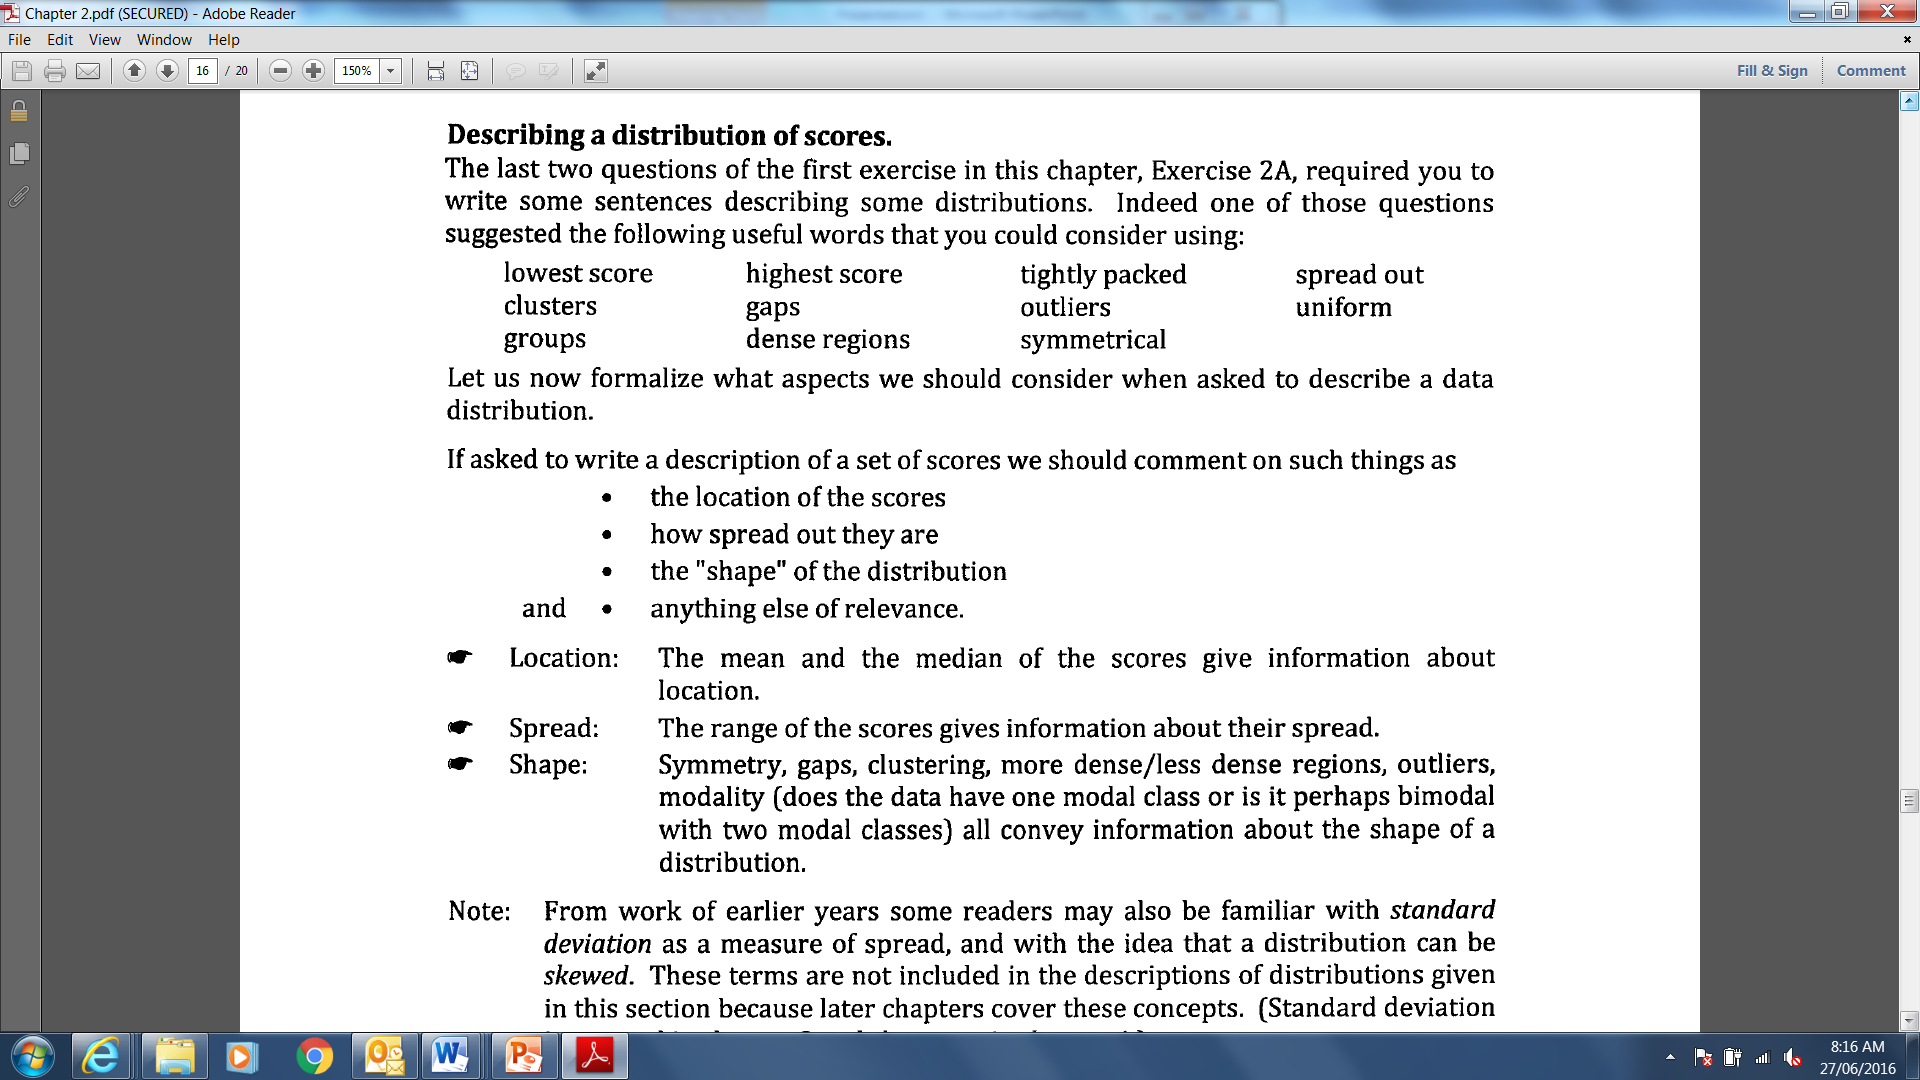 Chapter 2.pdf (SECURED) - Adobe Reader
File Edit View Window Help
16 / 20 150% Fill & Sign Comment
Describing a distribution of scores.
The last two questions of the first exercise in this chapter, Exercise 2A, required you to
write some sentences describing some distributions. Indeed one of those questions
suggested the following useful words that you could consider using:
lowest score highest score tightly packed spread out
clusters gaps outliers uniform
groups dense regions symmetrical
Let us now formalize what aspects we should consider when asked to describe a data
distribution.
If asked to write a description of a set of scores we should comment on such things as
• the location of the scores
• how spread out they are
• the "shape" of the distribution
and • anything else of relevance.
Location: The mean and the median of the scores give information about
location.
Spread: The range of the scores gives information about their spread.
Shape: Symmetry, gaps, clustering, more dense/less dense regions, outliers,
modality (does the data have one modal class or is it perhaps bimodal
with two modal classes) all convey information about the shape of a
distribution.
Note: From work of earlier years some readers may also be familiar with standard
deviation as a measure of spread, and with the idea that a distribution can be
skewed. These terms are not included in the descriptions of distributions given
in this section because later chapters cover these concepts. (Standard deviation
8:16 AM
27/06/2016